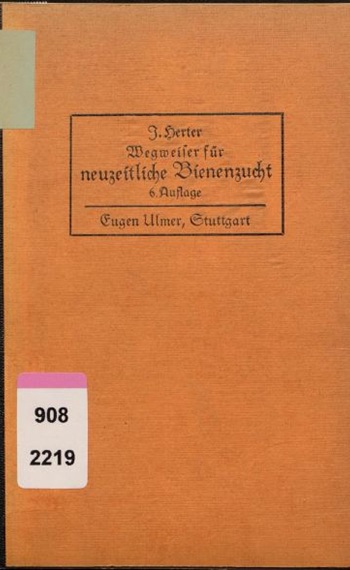 J. Herter
Wegweiser für
neuzeitliche Bienenzucht
6. Auflage
Eugen Ulmer, Stuttgart
908
2219